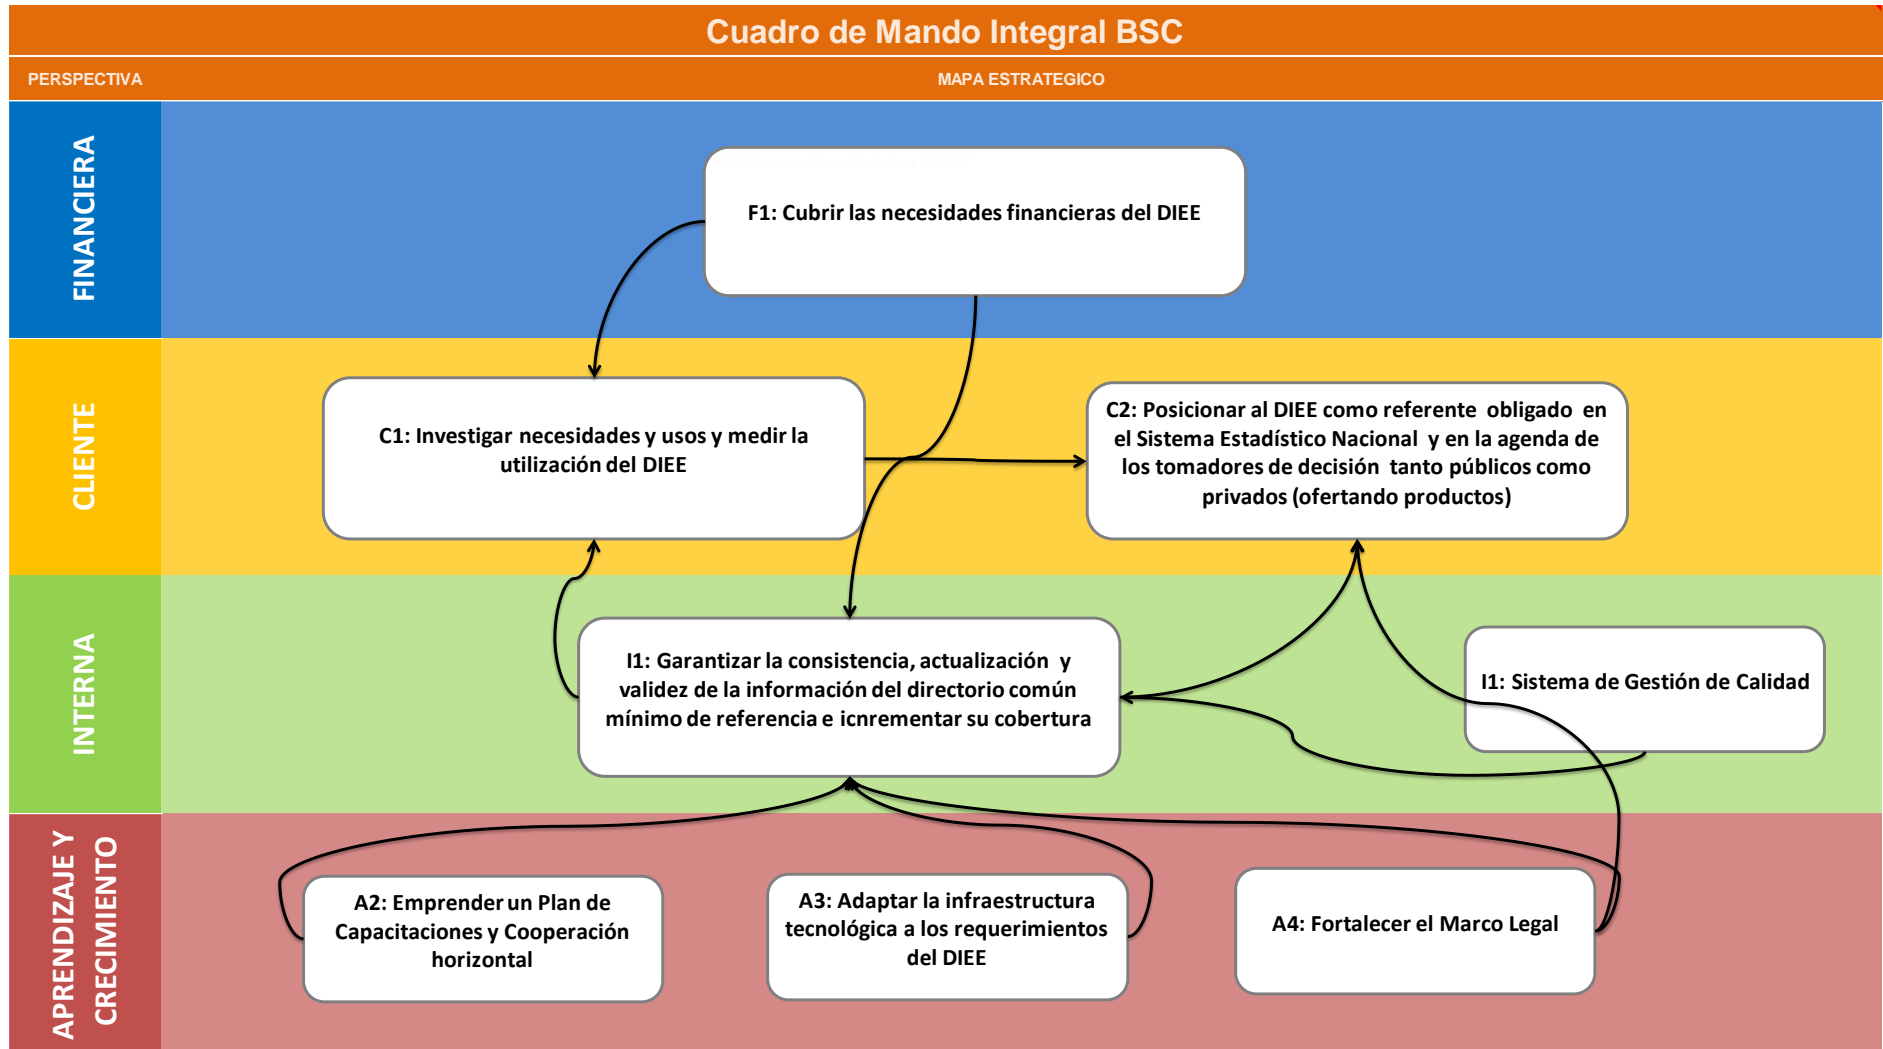 Cuadro de Mando Integral BSC
PERSPECTIVA
MAPA ESTRATEGICO
FINANCIERA
F1: Cubrir las necesidades financieras del DIEE
CLIENTE
C1: Investigar necesidades y usos y medir la
utilización del DIEE
C2: Posicionar al DIEE como referente obligado en
el Sistema Estadístico Nacional y en la agenda de
los tomadores de decisión tanto públicos como
privados (ofertando productos)
INTERNA
I1: Garantizar la consistencia, actualización y
validez de la información del directorio común
mínimo de referencia e icnrementar su cobertura
I1: Sistema de Gestión de Calidad
APRENDIZAJE Y
CRECIMIENTO
A2: Emprender un Plan de
Capacitaciones y Cooperación
horizontal
A3: Adaptar la infraestructura
tecnológica a los requerimientos
del DIEE
A4: Fortalecer el Marco Legal